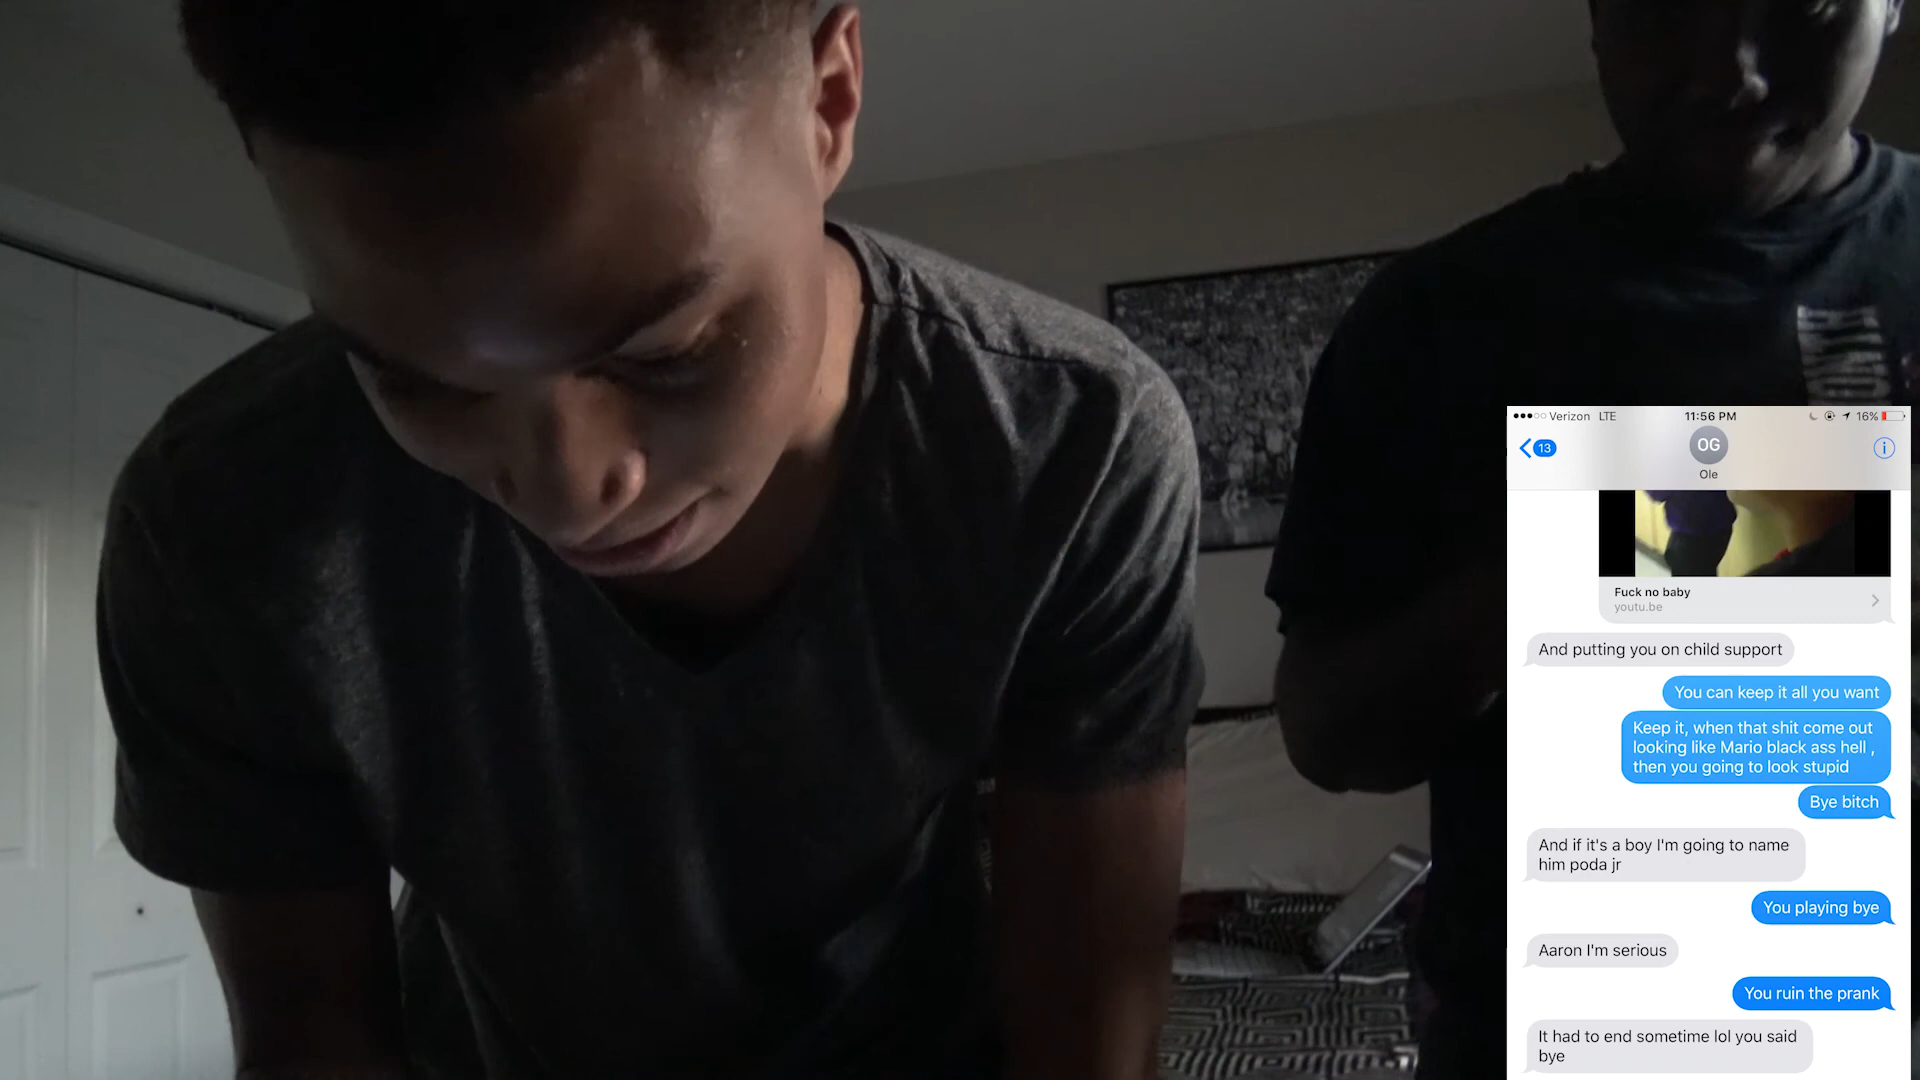 Verizon LTE 11:56 PM 16%
13
OG
Ole
Fuck no baby
youtu.be
And putting you on child support
You can keep it all you want
Keep it, when that shit come out
looking like Mario black ass hell ,
then you going to look stupid
Bye bitch
And if it's a boy I'm going to name
him poda jr
You playing bye
Aaron I'm serious
You ruin the prank
It had to end sometime lol you said
bye